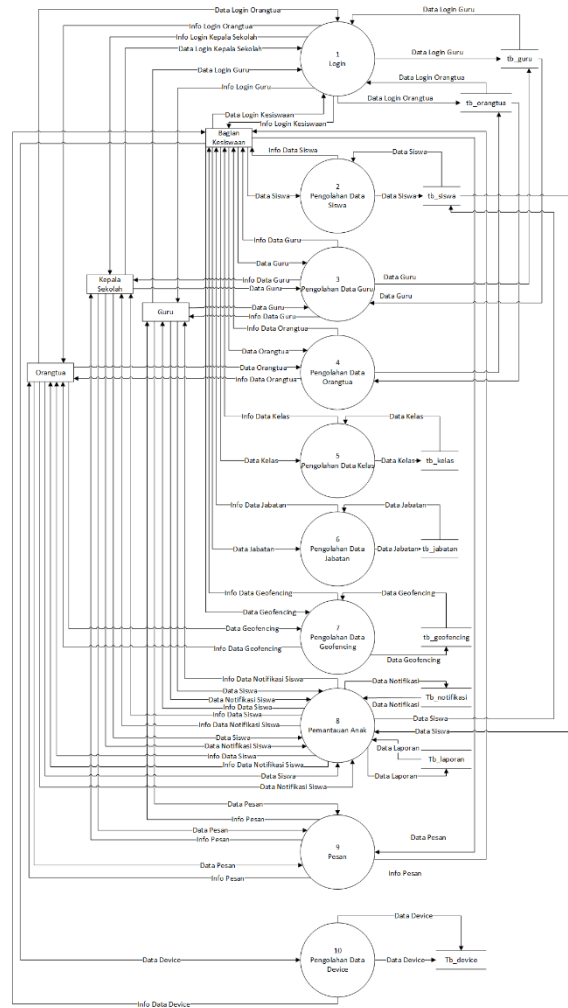 Data Login Orangtua
Info Login Orangtua
Info Login Kepala Sekolah
Data Login Kepala Sekolah
Data Login Guru
Info Login Guru
Data Login Kesiswaan
Info Login Kesiswaan
1
Login
Data Login Guru
Data Login Guru
tb_guru
Data Login Orangtua
Data Login Orangtua
tb_orangtua
Bagian
Kesiswaan
Info Data Siswa
Data Siswa
2
Pengolahan Data
Siswa
Data Siswa
Data Siswa
tb_siswa
Info Data Guru
Data Guru
Info Data Guru
Data Guru
Data Guru
Info Data Guru
3
Pengolahan Data Guru
Data Guru
Data Guru
Kepala
Sekolah
Guru
Orangtua
Info Data Orangtua
Data Orangtua
Data Orangtua
Info Data Orangtua
4
Pengolahan Data
Orangtua
Info Data Kelas
Data Kelas
5
Pengolahan Data Kelas
Data Kelas
Data Kelas
tb_kelas
Info Data Jabatan
Data Jabatan
6
Pengolahan Data
Jabatan
Data Jabatan
Data Jabatan
tb_jabatan
Info Data Geofencing
Data Geofencing
Data Geofencing
Info Data Geofencing
7
Pengolahan Data
Geofencing
Data Geofencing
Data Geofencing
tb_geofencing
Info Data Notifikasi Siswa
Data Siswa
Data Notifikasi Siswa
Info Data Siswa
Info Data Siswa
Info Data Notifikasi Siswa
Data Siswa
Data Notifikasi Siswa
Info Data Siswa
Info Data Notifikasi Siswa
Data Siswa
Data Notifikasi Siswa
8
Pemantauan Anak
Data Notifikasi
Data Notifikasi
Tb_notifikasi
Data Siswa
Data Siswa
Data Laporan
Data Laporan
Tb_laporan
Data Pesan
Info Pesan
Data Pesan
Info Pesan
Data Pesan
Info Pesan
9
Pesan
Data Pesan
Info Pesan
Data Device
Info Data Device
10
Pengolahan Data
Device
Data Device
Data Device
Tb_device